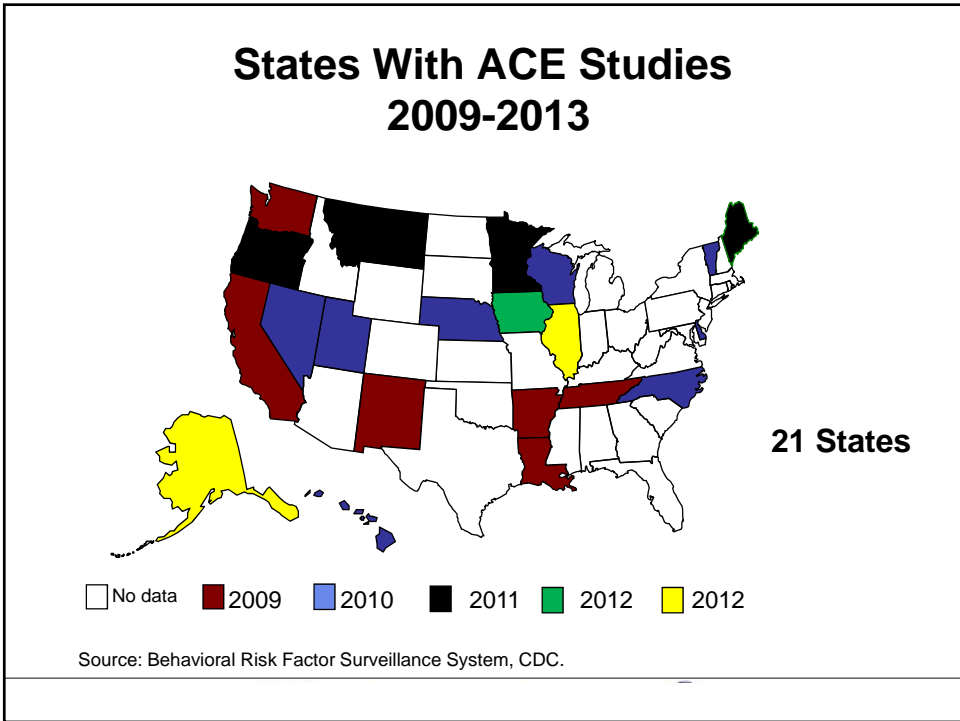 States With ACE Studies
2009-2013
21 States
No data 2009 2010 2011 2012 2012
Source: Behavioral Risk Factor Surveillance System, CDC.